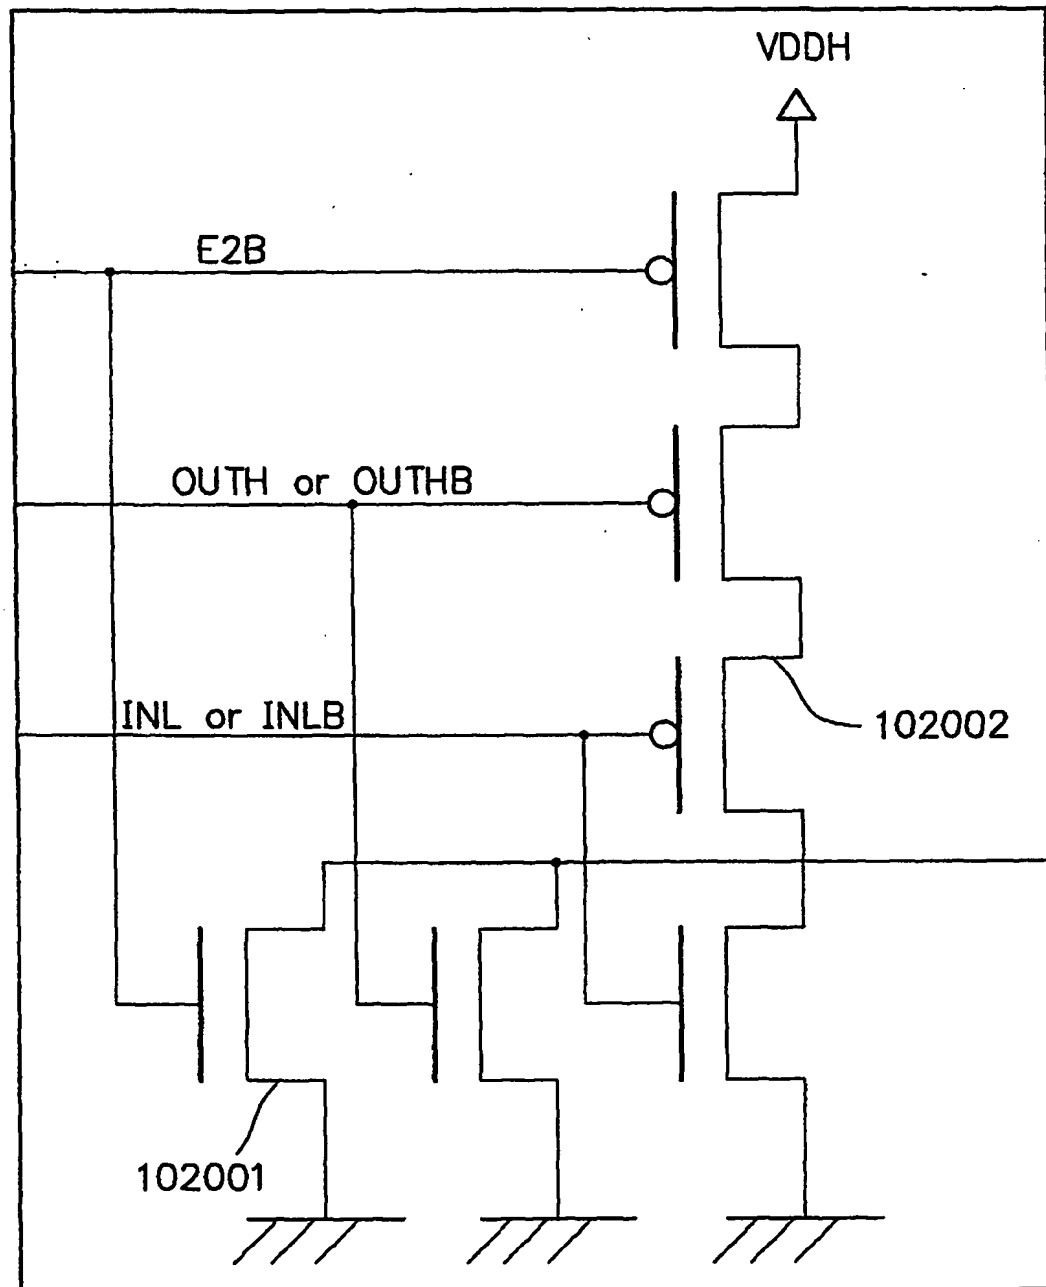 VDDH
E2B
OUTH or OUTHB
INL or INLB
102002
102001